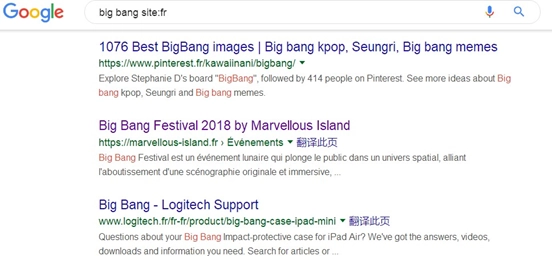 Google big bang site:fr
1076 Best BigBang images | Big bang kpop, Seungri, Big bang memes
https://www.pinterest.fr/kawaiinani/bigbang/
Explore Stephanie D's board "BigBang", followed by 414 people on Pinterest. See more ideas about Big
bang kpop, Seungri and Big bang memes.
Big Bang Festival 2018 by Marvellous Island
https://marvellous-island.fr › Évènements 翻译此页
Big Bang Festival est un événement lunaire qui plonge le public dans un univers spatial, alliant
l'aboutissement d'une scénographie originale et immersive, ...
Big Bang - Logitech Support
www.logitech.fr/fr-fr/product/big-bang-case-ipad-mini 翻译此页
Questions about your Big Bang Impact-protective case for iPad Air? We've got the answers, videos,
downloads and information you need. Search for articles or ...